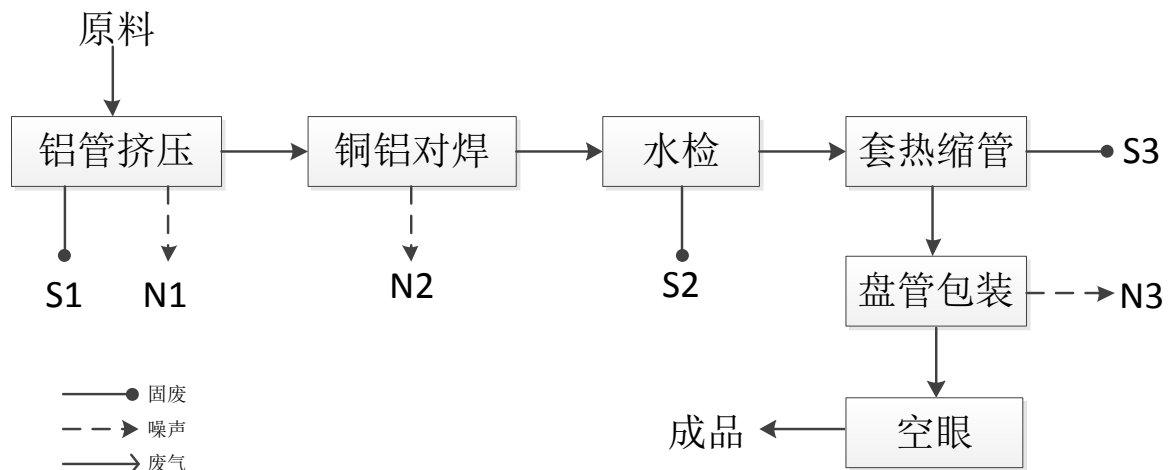 原料
铝管挤压
铜铝对焊
水检
套热缩管
S3
S1
N1
N2
S2
盘管包装
N3
固废
噪声
废气
成品
空眼